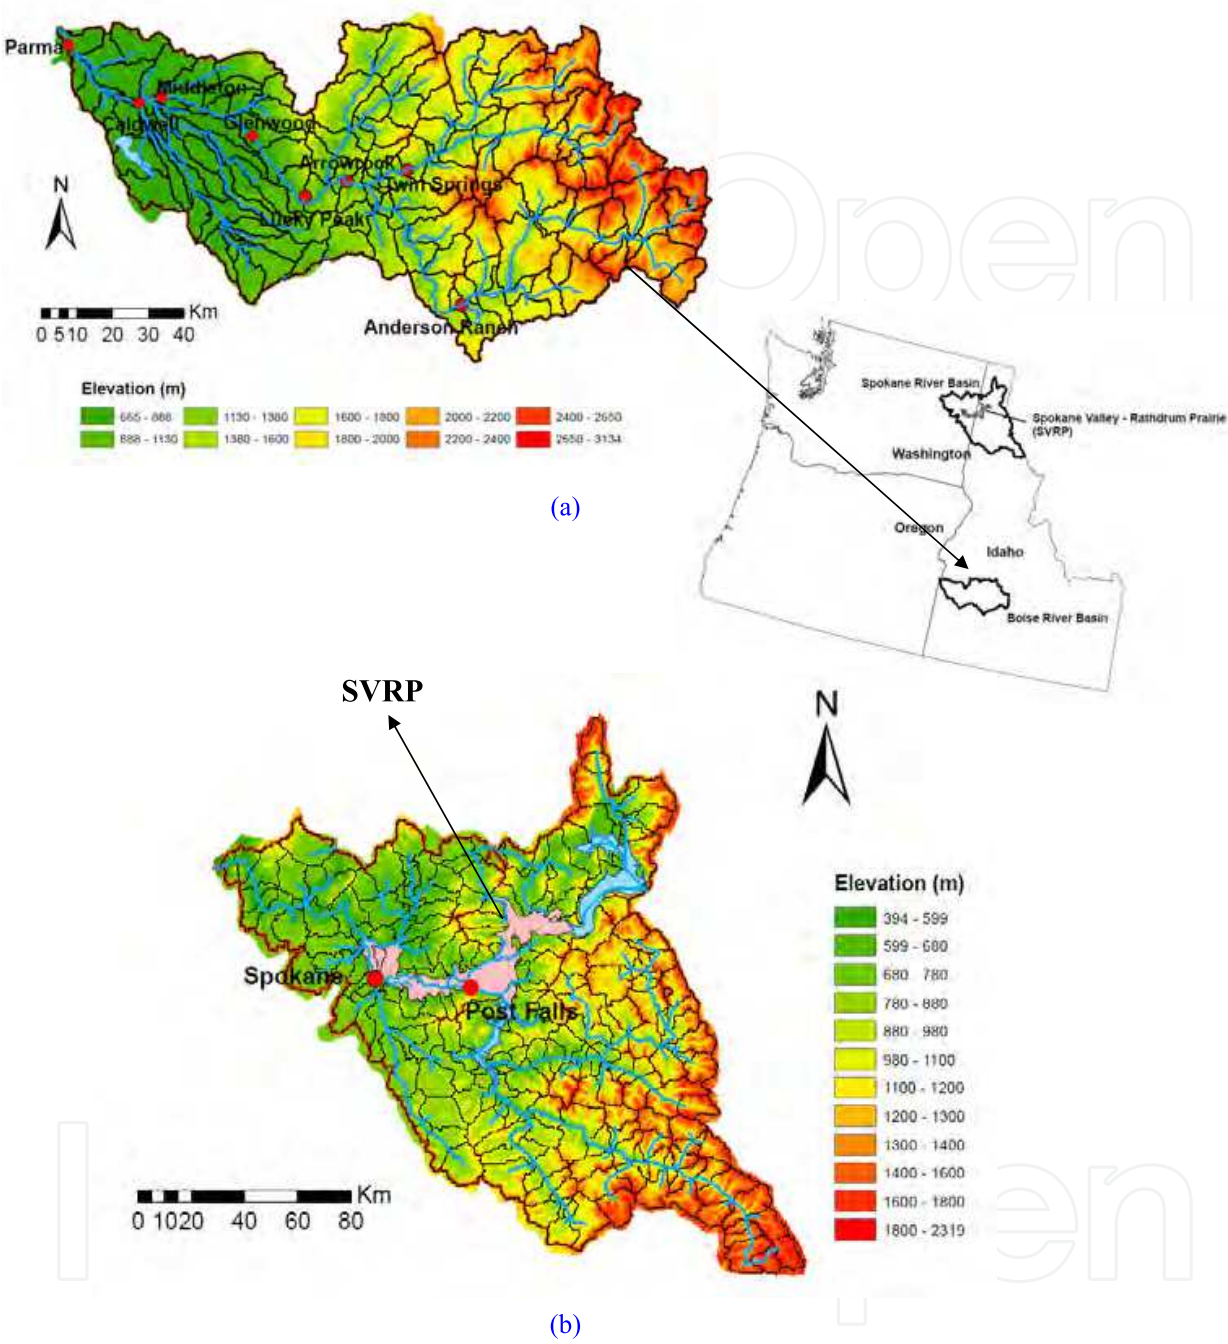 Parma
Middleton
Caldwell
Glenwood
Arrowrock
Twin Springs
Lucky Peak
Anderson Ranch
N
Km
0 5 10 20 30 40
Elevation (m)
665 - 888 1130 - 1380 1600 - 1800 2000 - 2200 2400 - 2650
888 - 1130 1380 - 1600 1800 - 2000 2200 - 2400 2650 - 3134
(a)
Spokane River Basin
Spokane Valley - Rathdrum Prairie
(SVRP)
Washington
Oregon
Idaho
Boise River Basin
SVRP
N
Spokane
Post Falls
Km
0 10 20 40 60 80
Elevation (m)
394 - 599
599 - 680
680 780
780 - 880
880 - 980
980 - 1100
1100 - 1200
1200 - 1300
1300 - 1400
1400 - 1600
1600 - 1800
1800 - 2319
(b)
Open